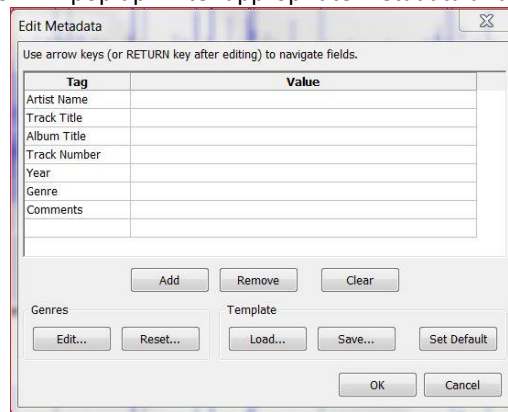 Edit Metadata
Use arrow keys (or RETURN key after editing) to navigate fields.
Tag Value
Artist Name
Track Title
Album Title
Track Number
Year
Genre
Comments
Add Remove Clear
Genres Template
Edit... Reset... Load... Save... Set Default
OK Cancel